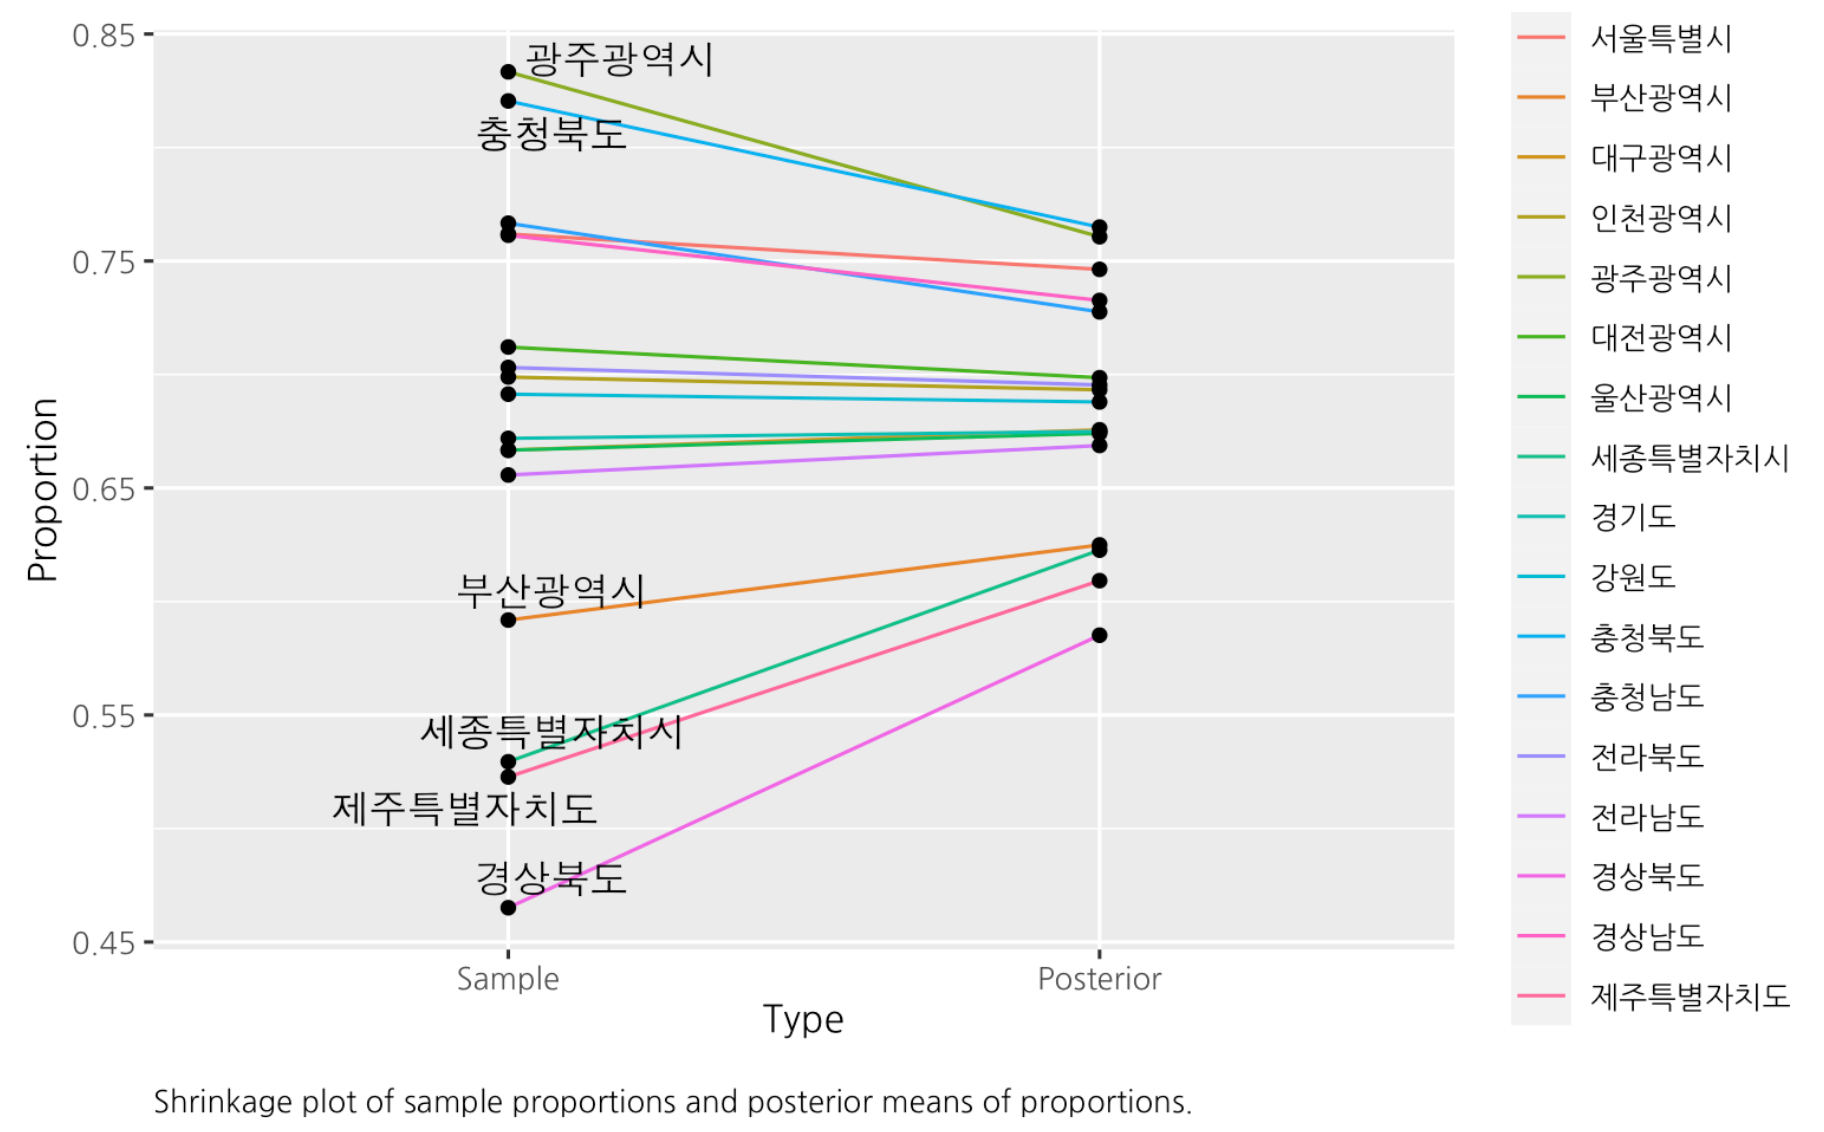 0.85
0.75
0.65
0.55
0.45
Proportion
광주광역시
충청북도
부산광역시
세종특별자치시
제주특별자치도
경상북도
Sample
Posterior
Type
서울특별시
부산광역시
대구광역시
인천광역시
광주광역시
대전광역시
울산광역시
세종특별자치시
경기도
강원도
충청북도
충청남도
전라북도
전라남도
경상북도
경상남도
제주특별자치도
Shrinkage plot of sample proportions and posterior means of proportions.